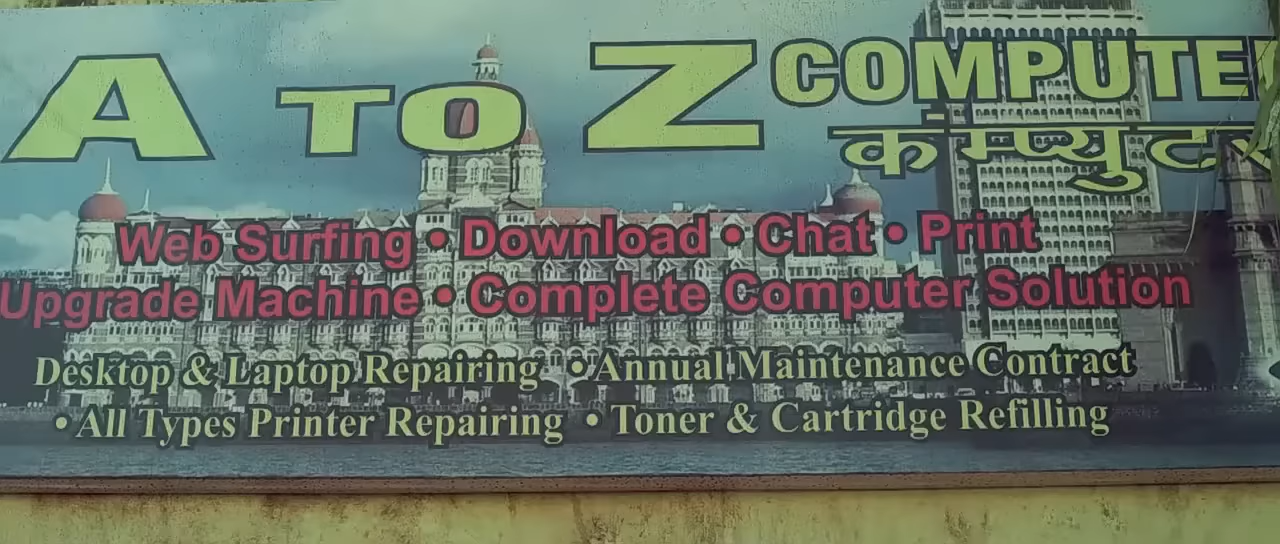 A TO Z COMPUTER
कंम्प्युटर
Web Surfing • Download • Chat • Print
Upgrade Machine • Complete Computer Solution
Desktop & Laptop Repairing • Annual Maintenance Contract
• All Types Printer Repairing • Toner & Cartridge Refilling